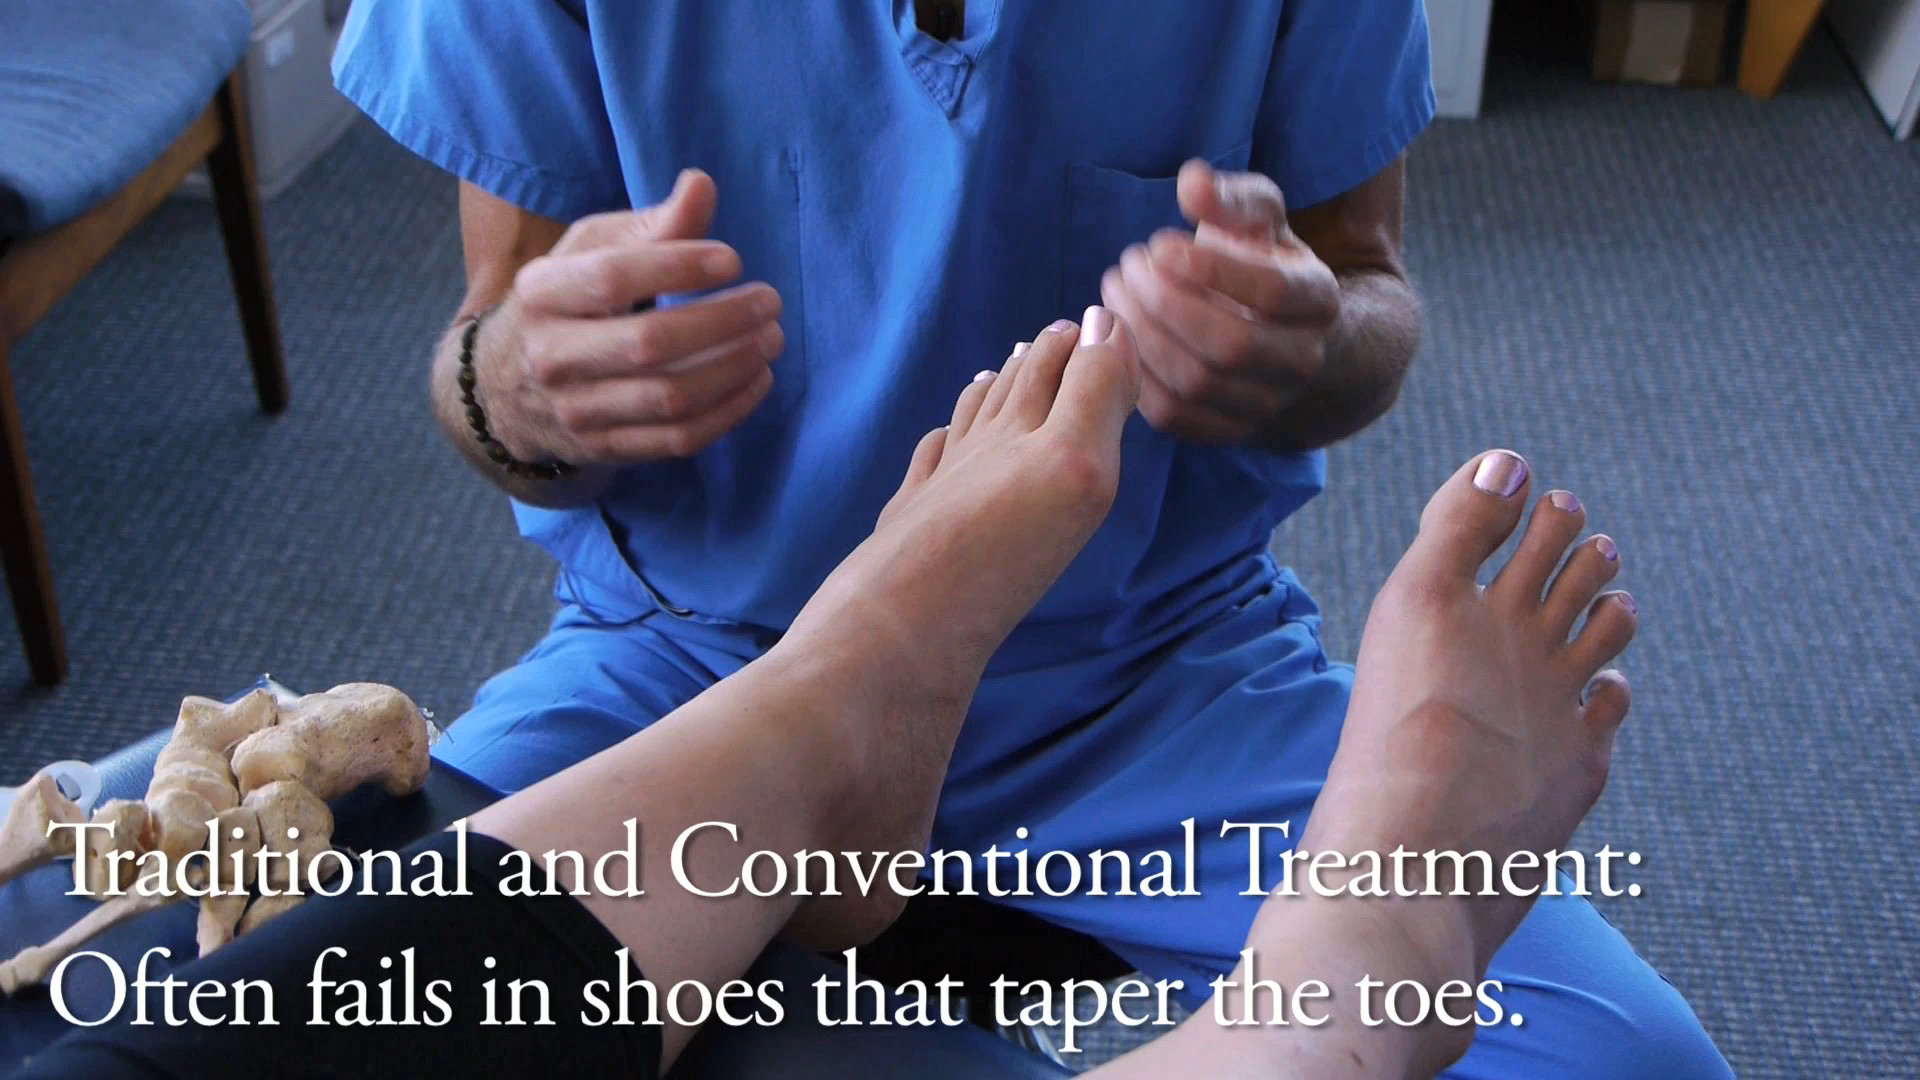 Traditional and Conventional Treatment:
Often fails in shoes that taper the toes.